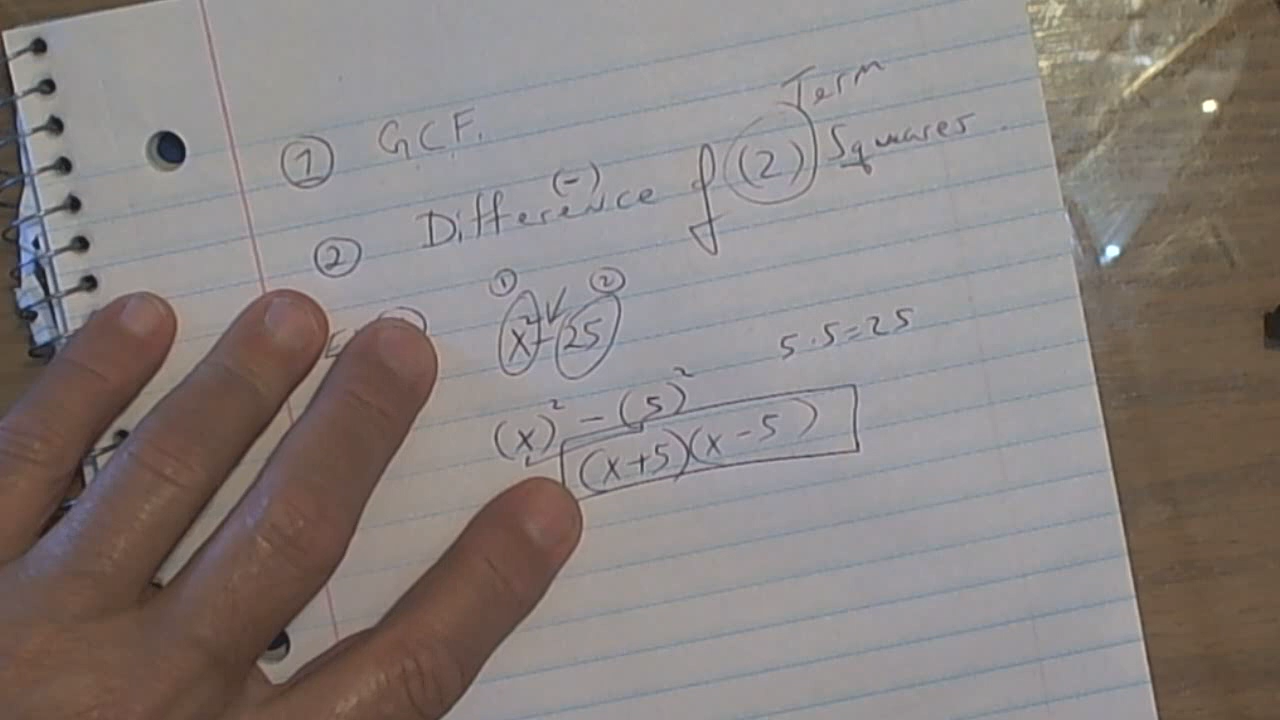 ① GCF.
Term
② Difference (-) of (2) Squares
① ②
x² - 25
5·5=25
(x)² - (5)²
(x+5)(x-5)